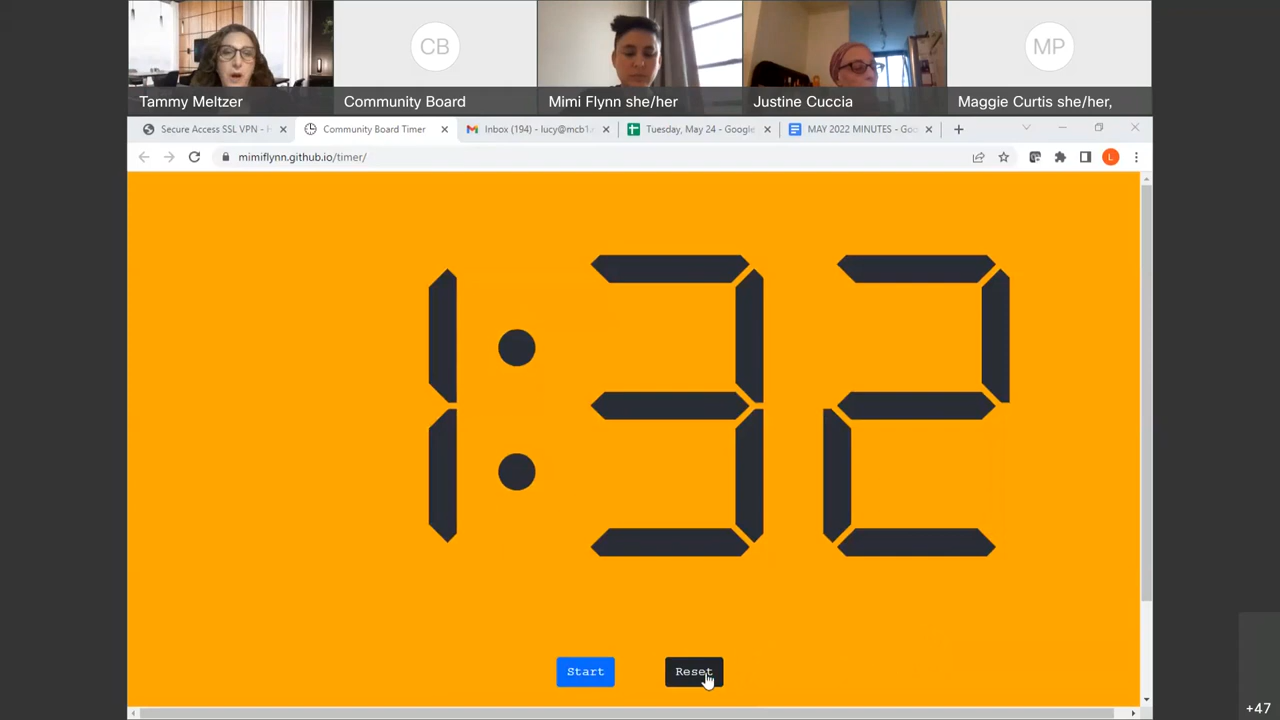 CB
MP
Tammy Meltzer
Community Board
Mimi Flynn she/her
Justine Cuccia
Maggie Curtis she/her,
Secure Access SSL VPN - H
Community Board Timer
Inbox (194) - lucy@mcb1.n
Tuesday, May 24 - Google
MAY 2022 MINUTES - Goo
mimiflynn.github.io/timer/
L
1:32
Start
Reset
+47